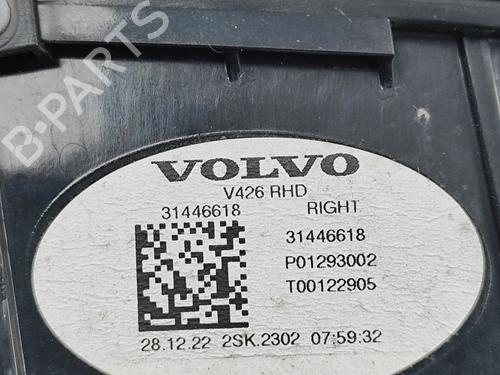 B-PARTS
VOLVO
V426 RHD
31446618 RIGHT
31446618
P01293002
T00122905
28.12.22 2SK.2302 07:59:32